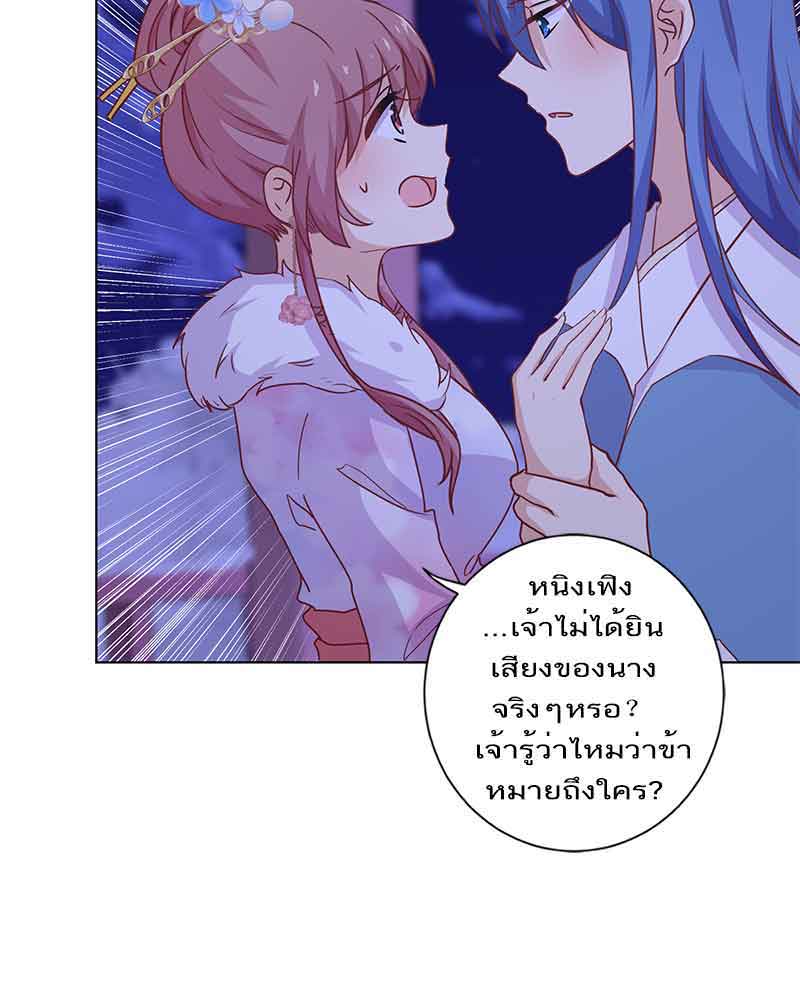 หนิงเฟิง
...เจ้าไม่ได้ยิน
เสียงของนาง
จริงๆหรอ?
เจ้ารู้ว่าไหมว่าข้า
หมายถึงใคร?